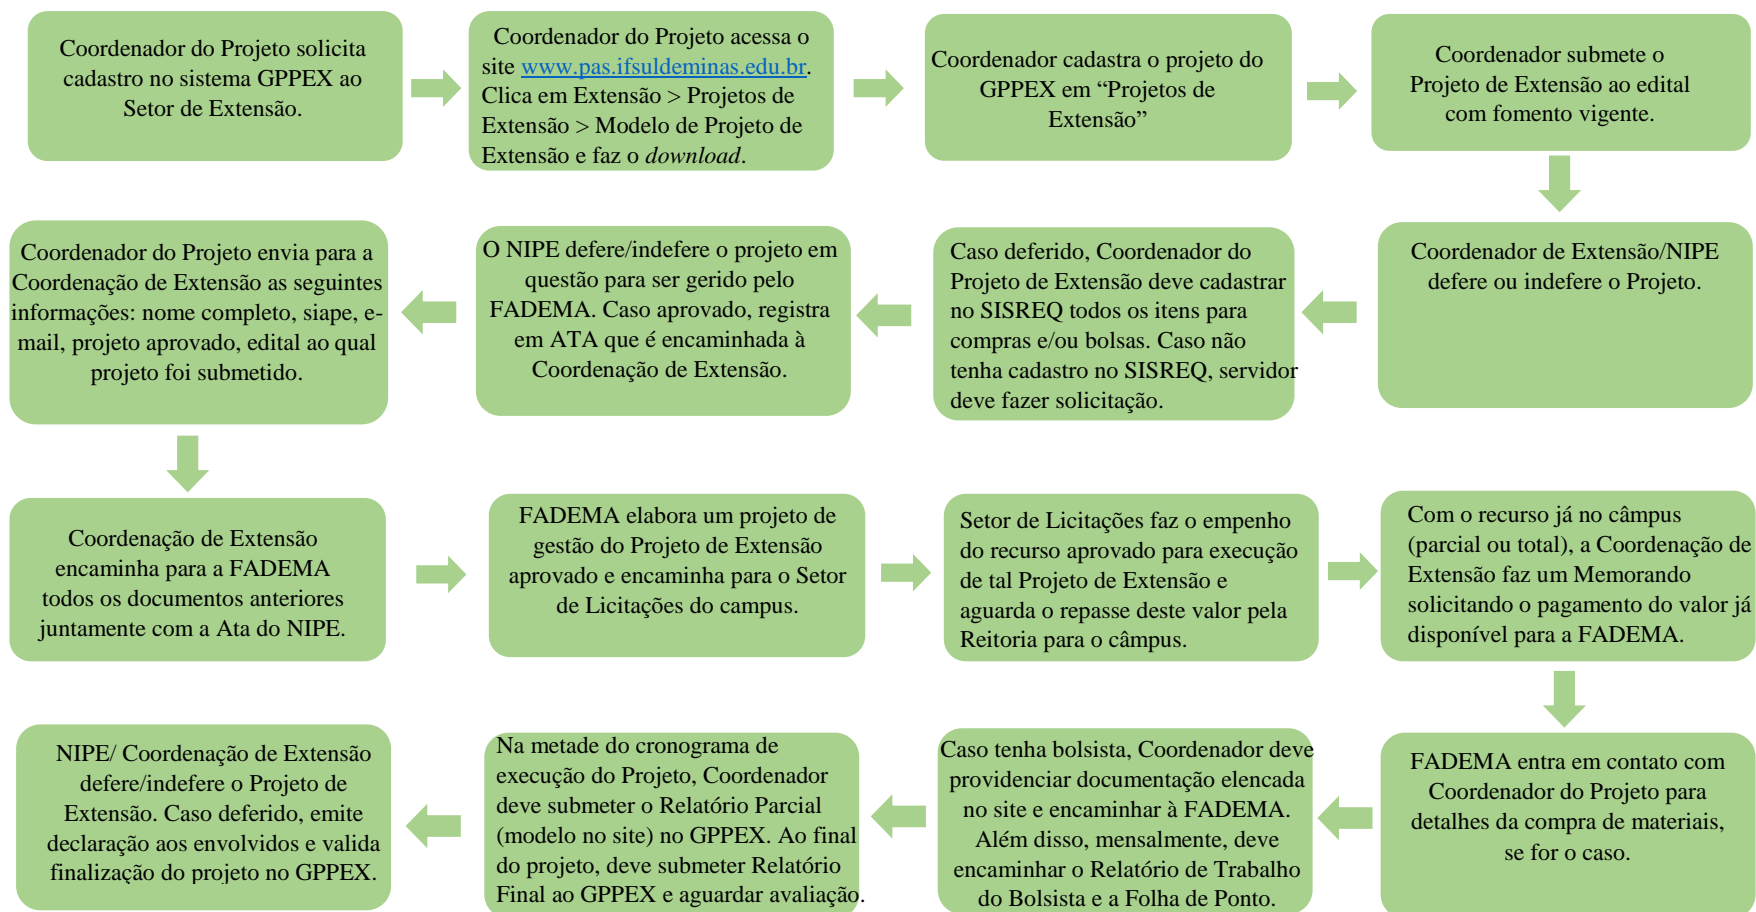 Coordenador do Projeto solicita
cadastro no sistema GPPEX ao
Setor de Extensão.
Coordenador do Projeto acessa o
site www.pas.ifsuldeminas.edu.br.
Clica em Extensão > Projetos de
Extensão > Modelo de Projeto de
Extensão e faz o download.
Coordenador cadastra o projeto do
GPPEX em “Projetos de
Extensão”
Coordenador submete o
Projeto de Extensão ao edital
com fomento vigente.
Coordenador de Extensão/NIPE
defere ou indefere o Projeto.
Caso deferido, Coordenador do
Projeto de Extensão deve cadastrar
no SISREQ todos os itens para
compras e/ou bolsas. Caso não
tenha cadastro no SISREQ, servidor
deve fazer solicitação.
O NIPE defere/indefere o projeto em
questão para ser gerido pelo
FADEMA. Caso aprovado, registra
em ATA que é encaminhada à
Coordenação de Extensão.
Coordenador do Projeto envia para a
Coordenação de Extensão as seguintes
informações: nome completo, siape, e-
mail, projeto aprovado, edital ao qual
projeto foi submetido.
Coordenação de Extensão
encaminha para a FADEMA
todos os documentos anteriores
juntamente com a Ata do NIPE.
FADEMA elabora um projeto de
gestão do Projeto de Extensão
aprovado e encaminha para o Setor
de Licitações do campus.
Setor de Licitações faz o empenho
do recurso aprovado para execução
de tal Projeto de Extensão e
aguarda o repasse deste valor pela
Reitoria para o câmpus.
Com o recurso já no câmpus
(parcial ou total), a Coordenação de
Extensão faz um Memorando
solicitando o pagamento do valor já
disponível para a FADEMA.
FADEMA entra em contato com
Coordenador do Projeto para
detalhes da compra de materiais,
se for o caso.
Caso tenha bolsista, Coordenador deve
providenciar documentação elencada
no site e encaminhar à FADEMA.
Além disso, mensalmente, deve
encaminhar o Relatório de Trabalho
do Bolsista e a Folha de Ponto.
Na metade do cronograma de
execução do Projeto, Coordenador
deve submeter o Relatório Parcial
(modelo no site) no GPPEX. Ao final
do projeto, deve submeter Relatório
Final ao GPPEX e aguardar avaliação.
NIPE/ Coordenação de Extensão
defere/indefere o Projeto de
Extensão. Caso deferido, emite
declaração aos envolvidos e valida
finalização do projeto no GPPEX.